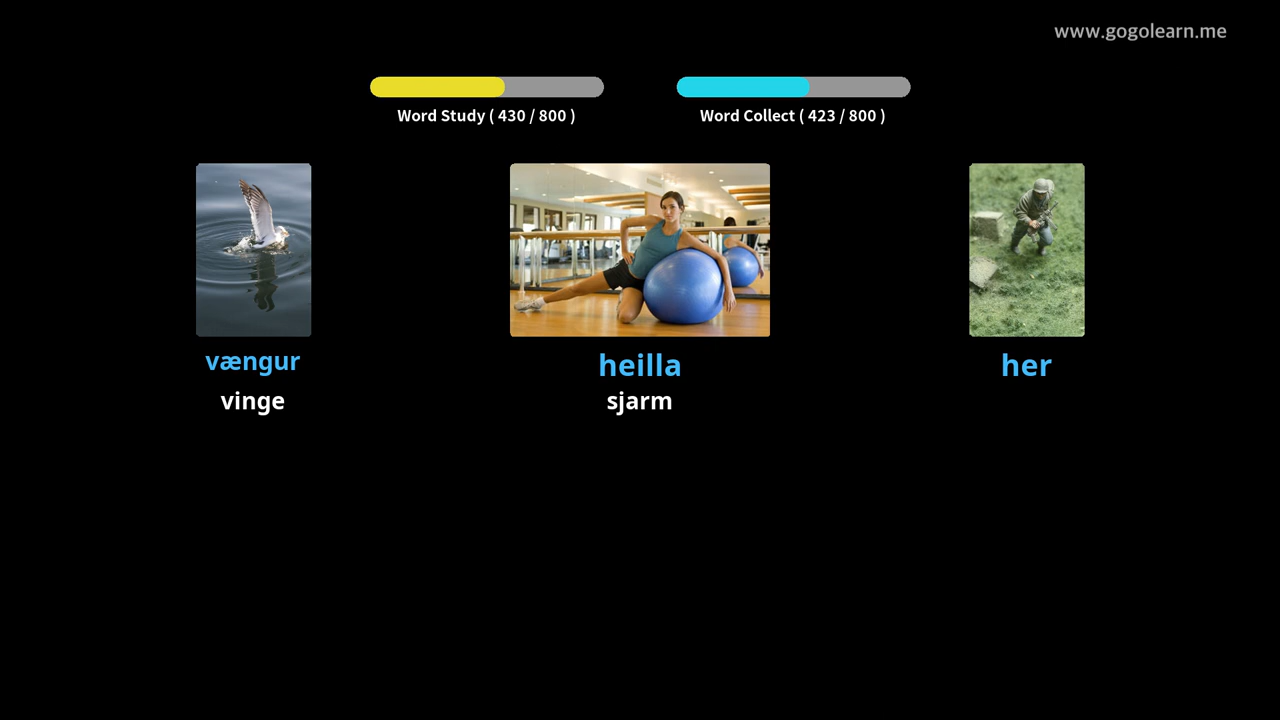 www.gogolearn.me
Word Study ( 430 / 800 )
Word Collect ( 423 / 800 )
vængur
vinge
heilla
sjarm
her